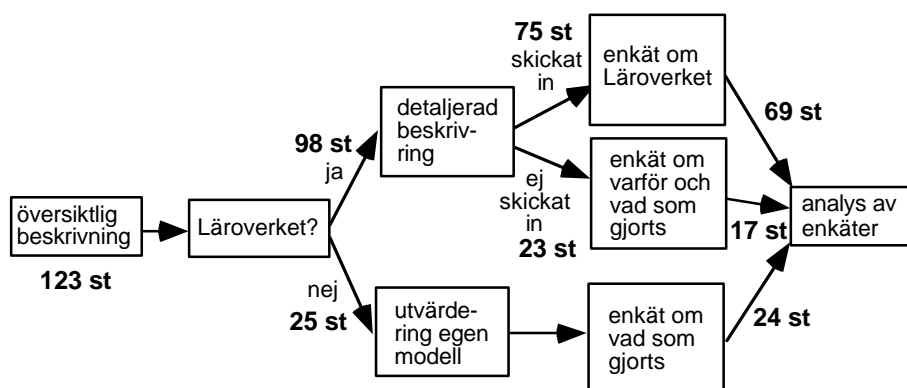 översiktlig
beskrivning
123 st
Läroverket?
98 st
ja
nej
25 st
detaljerad
beskriv-
ring
75 st
skickat
in
ej
skickat
in
23 st
enkät om
Läroverket
enkät om
varför och
vad som
gjorts
utvärde-
ring egen
modell
enkät om
vad som
gjorts
69 st
17 st
24 st
analys av
enkäter